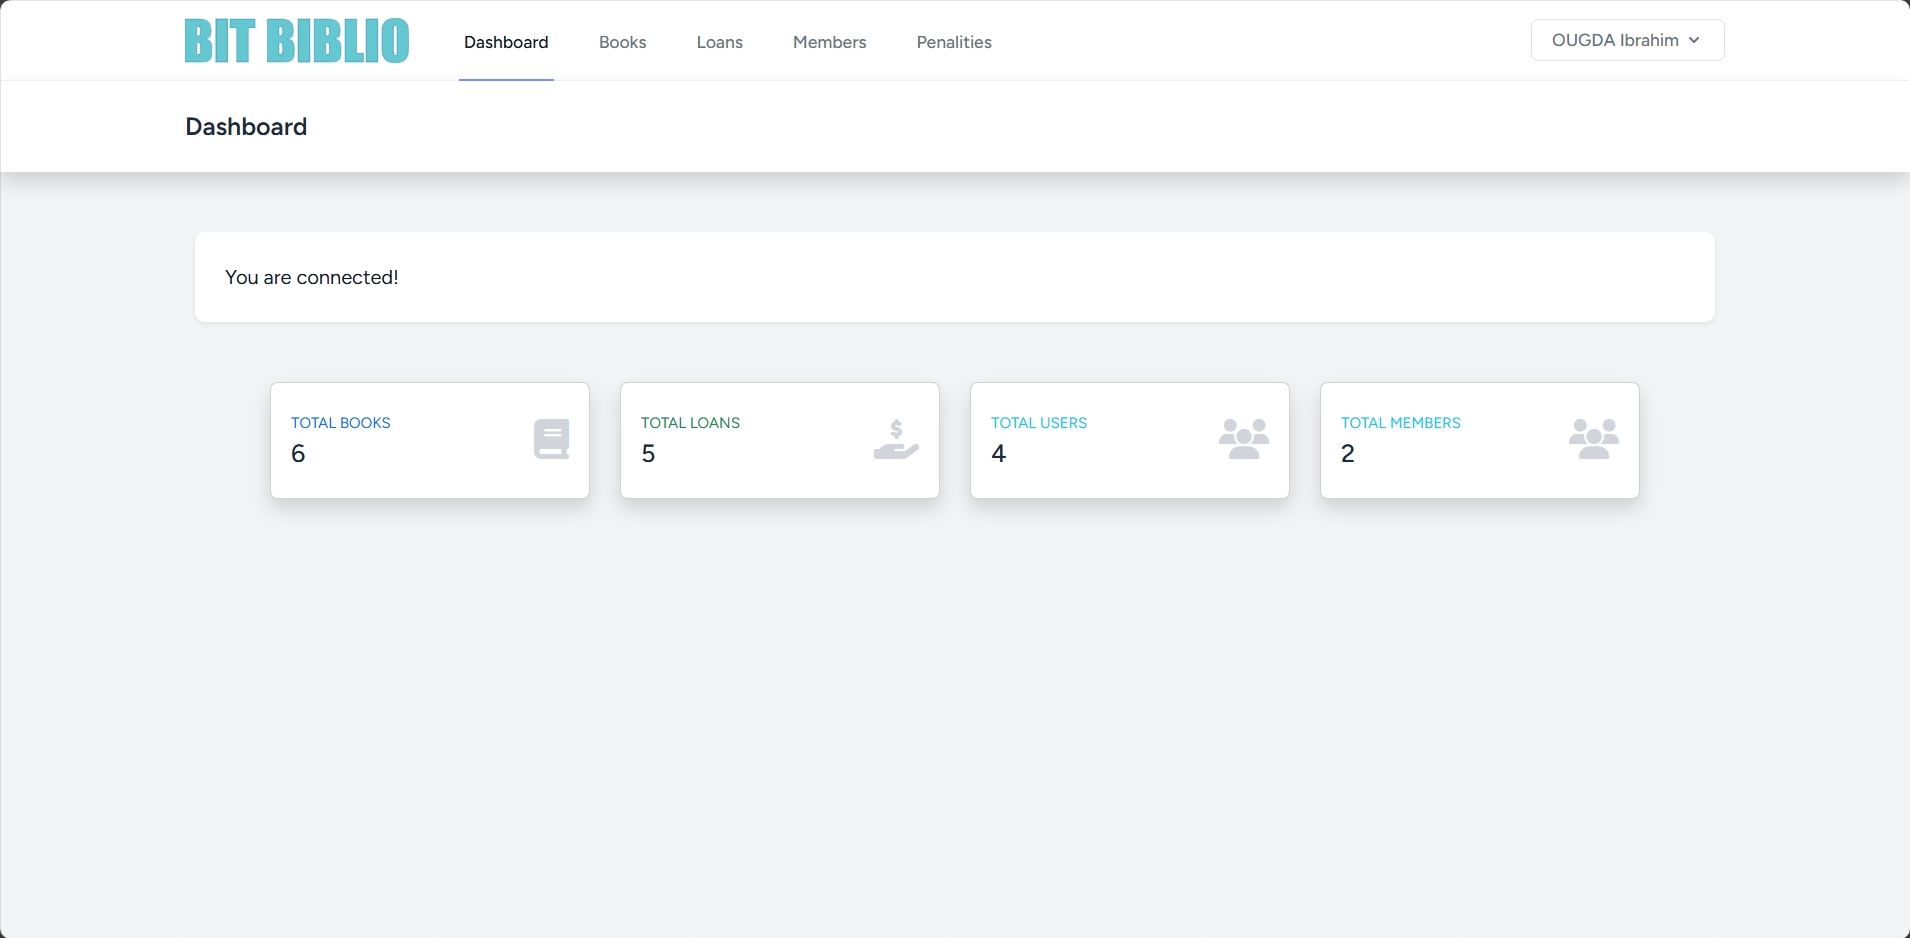 BIT BIBLIO
Dashboard Books Loans Members Penalities
OUGDA Ibrahim
Dashboard
You are connected!
TOTAL BOOKS
6
TOTAL LOANS
5
$
TOTAL USERS
4
TOTAL MEMBERS
2